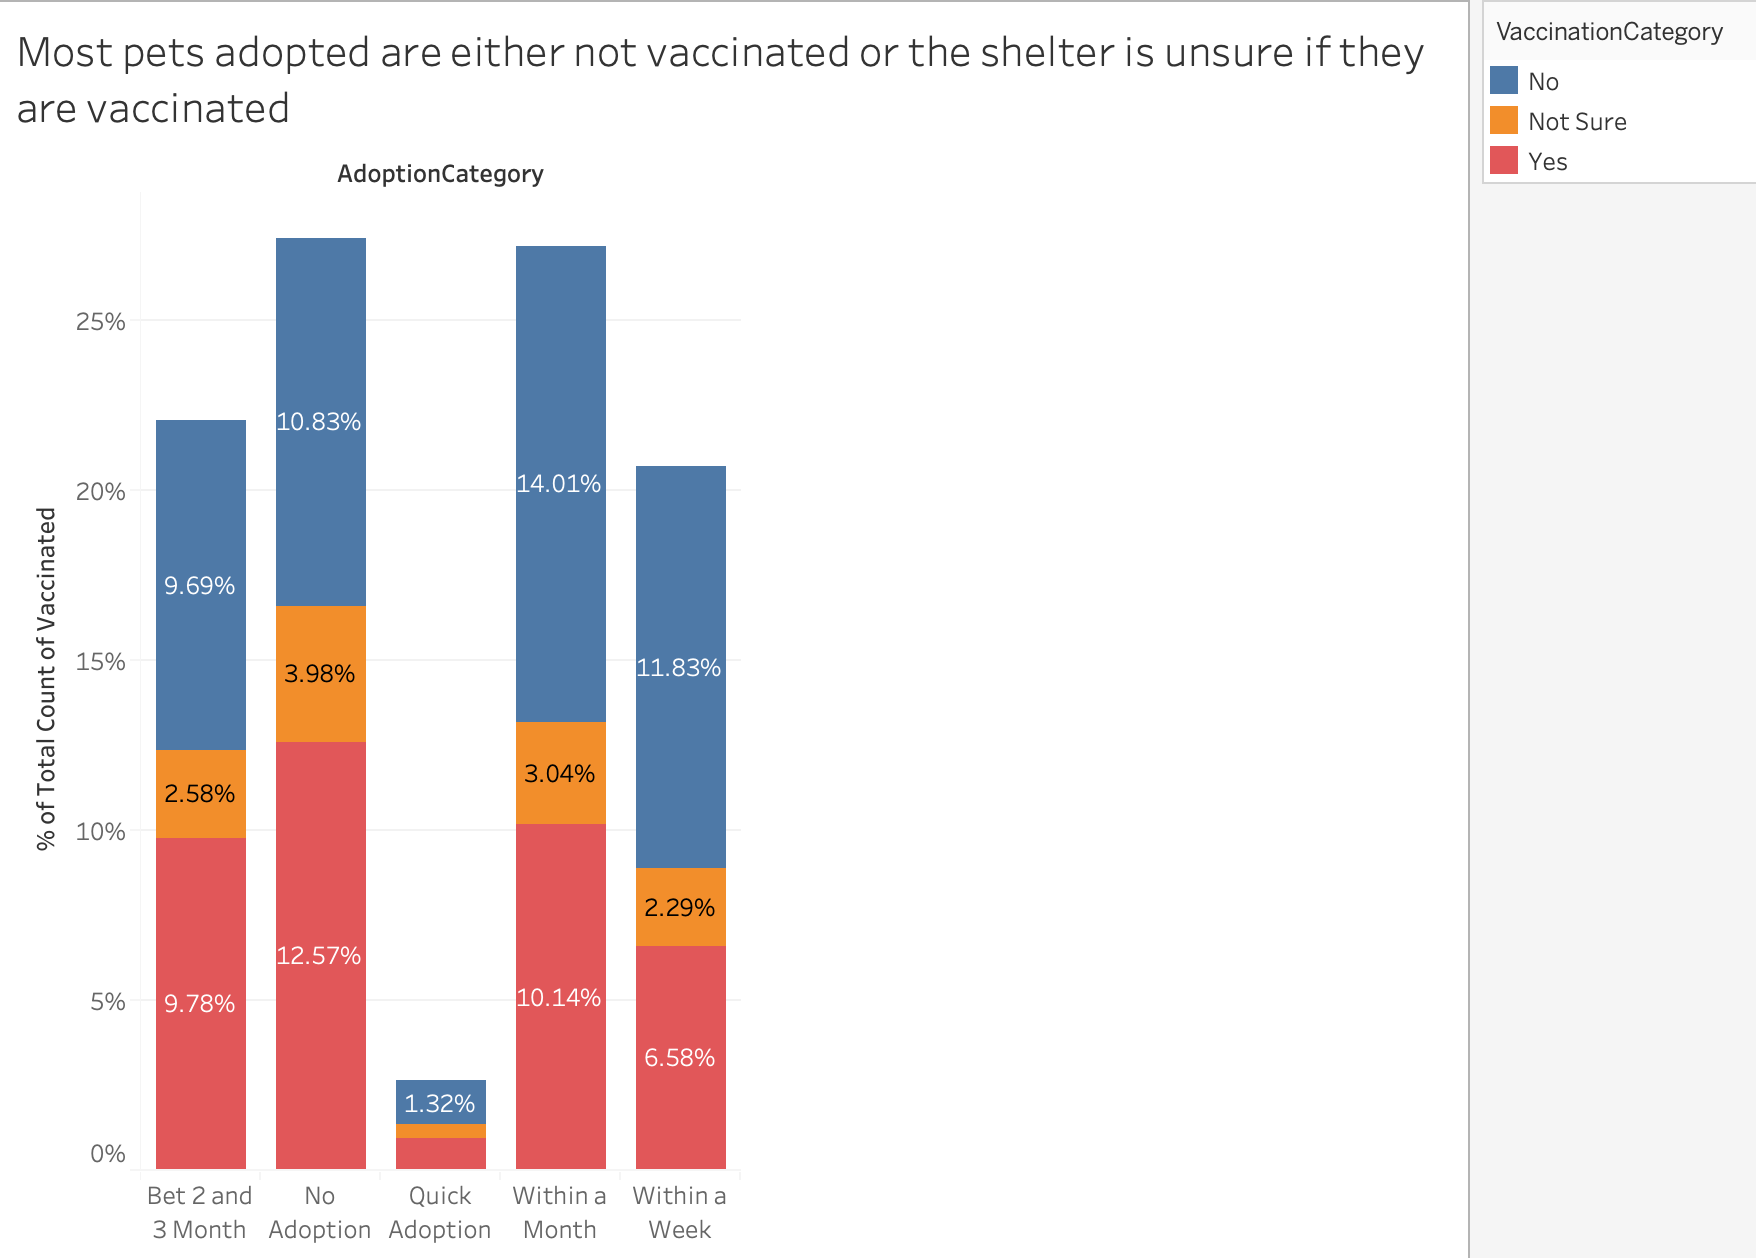 Most pets adopted are either not vaccinated or the shelter is unsure if they
are vaccinated
VaccinationCategory
No
Not Sure
Yes
AdoptionCategory
% of Total Count of Vaccinated
25%
20%
15%
10%
5%
0%
9.69%
2.58%
9.78%
10.83%
3.98%
12.57%
1.32%
14.01%
3.04%
10.14%
11.83%
2.29%
6.58%
Bet 2 and
3 Month
No
Adoption
Quick
Adoption
Within a
Month
Within a
Week